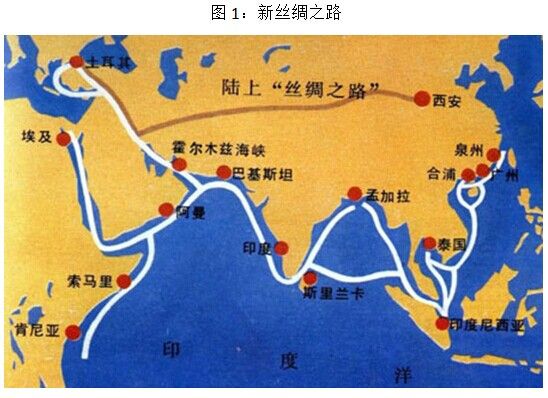 图 1：新丝绸之路
土耳其
陆上“丝绸之路”
西安
埃及
泉州
霍尔木兹海峡
合浦
广州
巴基斯坦
阿曼
孟加拉
印度
泰国
索马里
斯里兰卡
肯尼亚
印度尼西亚
印度洋